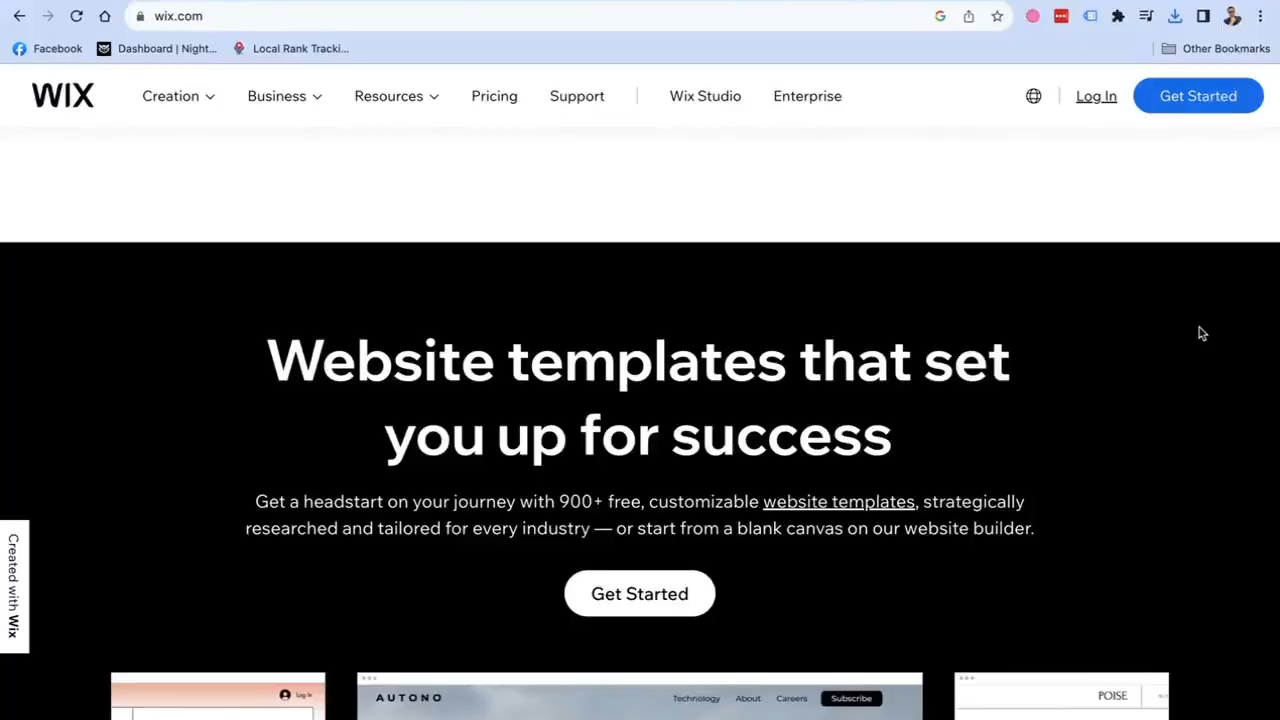 wix.com
Facebook
Dashboard | Night...
Local Rank Tracki...
Other Bookmarks
WIX
Creation
Business
Resources
Pricing
Support
Wix Studio
Enterprise
Log In
Get Started
Website templates that set
you up for success
Get a headstart on your journey with 900+ free, customizable website templates, strategically
researched and tailored for every industry — or start from a blank canvas on our website builder.
Get Started
Created with Wix
Log In
AUTONO
Technology
About
Careers
Subscribe
POISE